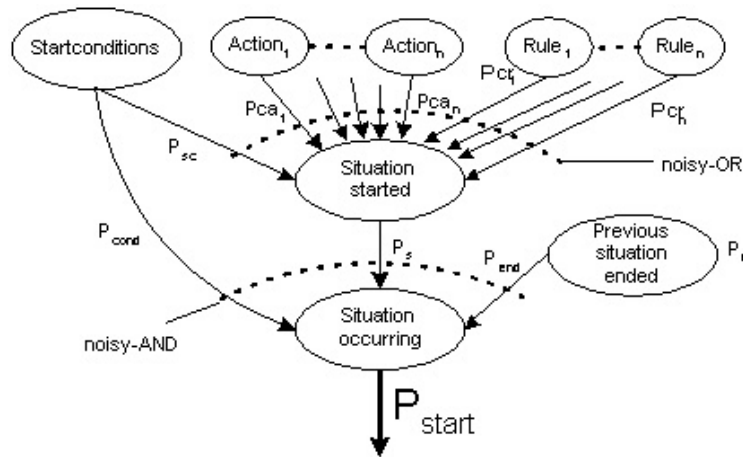 Startconditions
Action1
Actionn
Rule1
Rulen
Pca1
Pcan
Pcr1
Pcrn
Psc
noisy-OR
Situation
started
Pcond
Ps
Pend
Previous
situation
ended
noisy-AND
Situation
occurring
Pstart